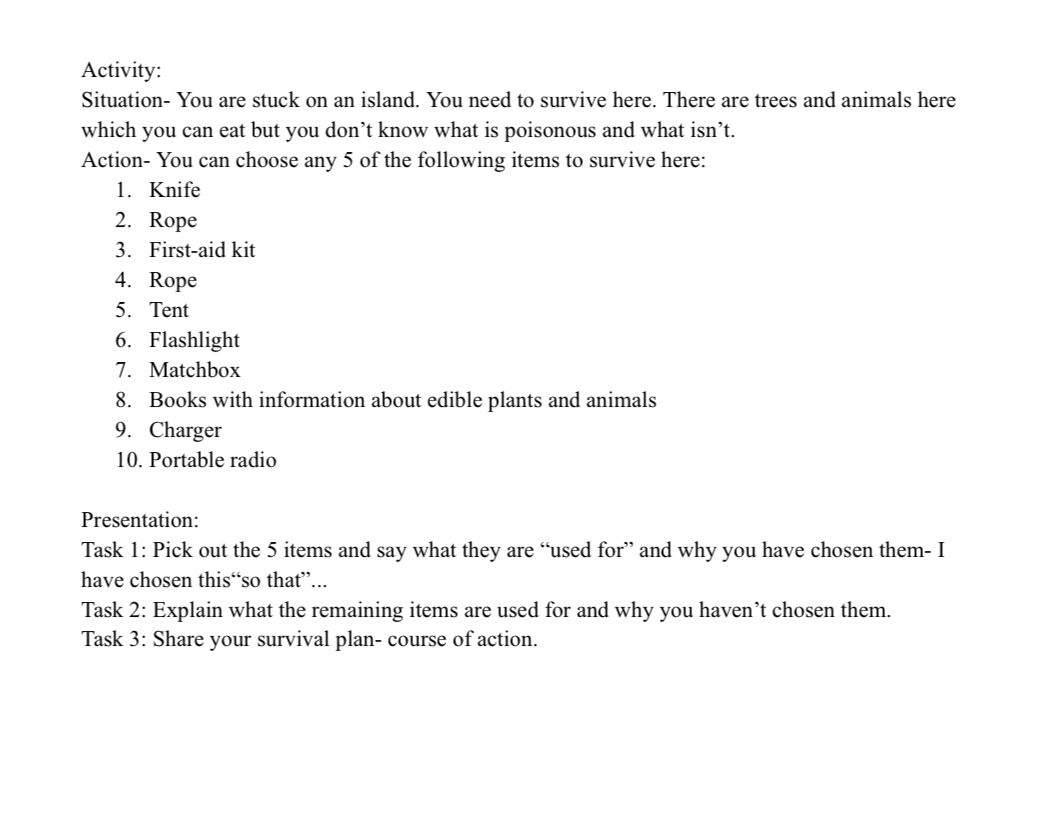 Activity:
Situation- You are stuck on an island. You need to survive here. There are trees and animals here
which you can eat but you don’t know what is poisonous and what isn’t.
Action- You can choose any 5 of the following items to survive here:
1. Knife
2. Rope
3. First-aid kit
4. Rope
5. Tent
6. Flashlight
7. Matchbox
8. Books with information about edible plants and animals
9. Charger
10. Portable radio
Presentation:
Task 1: Pick out the 5 items and say what they are “used for” and why you have chosen them- I
have chosen this“so that”...
Task 2: Explain what the remaining items are used for and why you haven’t chosen them.
Task 3: Share your survival plan- course of action.